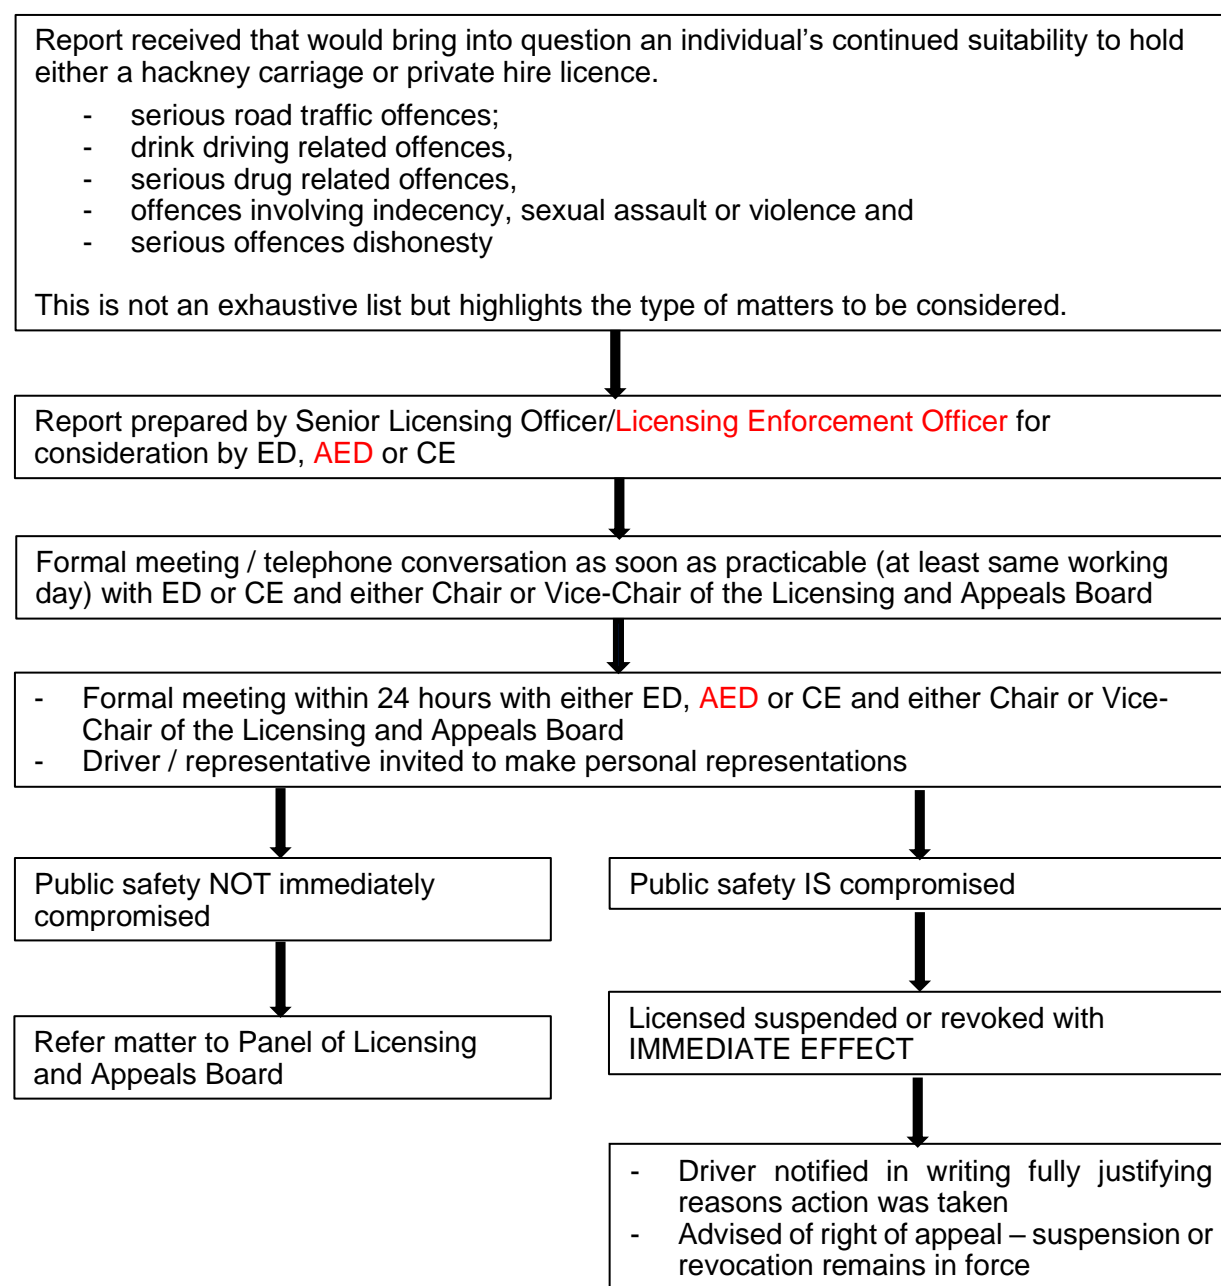 Report received that would bring into question an individual’s continued suitability to hold
either a hackney carriage or private hire licence.
- serious road traffic offences;
- drink driving related offences,
- serious drug related offences,
- offences involving indecency, sexual assault or violence and
- serious offences dishonesty
This is not an exhaustive list but highlights the type of matters to be considered.
Report prepared by Senior Licensing Officer/Licensing Enforcement Officer for
consideration by ED, AED or CE
Formal meeting / telephone conversation as soon as practicable (at least same working
day) with ED or CE and either Chair or Vice-Chair of the Licensing and Appeals Board
- Formal meeting within 24 hours with either ED, AED or CE and either Chair or Vice-
Chair of the Licensing and Appeals Board
- Driver / representative invited to make personal representations
Public safety NOT immediately
compromised
Refer matter to Panel of Licensing
and Appeals Board
Public safety IS compromised
Licensed suspended or revoked with
IMMEDIATE EFFECT
- Driver notified in writing fully justifying
reasons action was taken
- Advised of right of appeal – suspension or
revocation remains in force